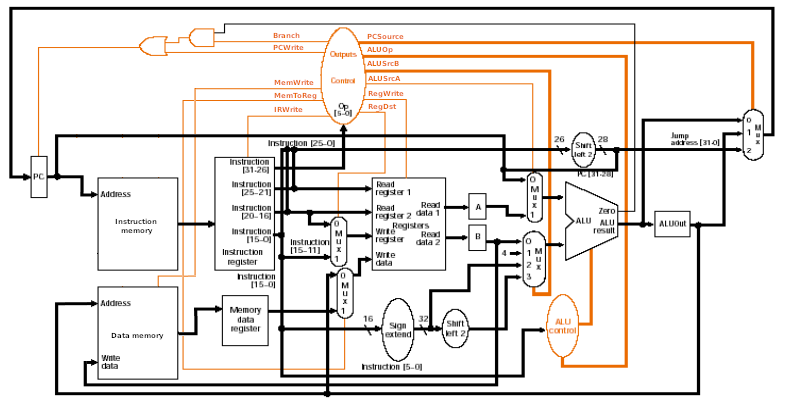 Branch
PCWrite
PCSource
ALUOp
ALUSrcB
ALUSrcA
RegWrite
RegDst
MemWrite
MemToReg
IRWrite
Outputs
Control
Op
[5-0]
Instruction [25-0]
26
28
Shift
left 2
Jump
address [31-0]
PC [31-28]
0
1
2
M
u
x
PC
Address
Instruction
memory
Instruction
[31-26]
Instruction
[25-21]
Instruction
[20-16]
Instruction
[15-0]
Instruction
register
Instruction
[15-11]
Instruction
[15-0]
0
M
u
x
1
0
M
u
x
1
Read
register 1
Read
register 2
Registers
Write
register
Write
data
Read
data 1
Read
data 2
A
B
4
0
M
u
x
1
0
1
2
3
M
u
x
Zero
ALU
ALU
result
ALUOut
Address
Data memory
Write
data
Memory
data
register
16
Sign
extend
32
Shift
left 2
ALU
control
Instruction [5-0]